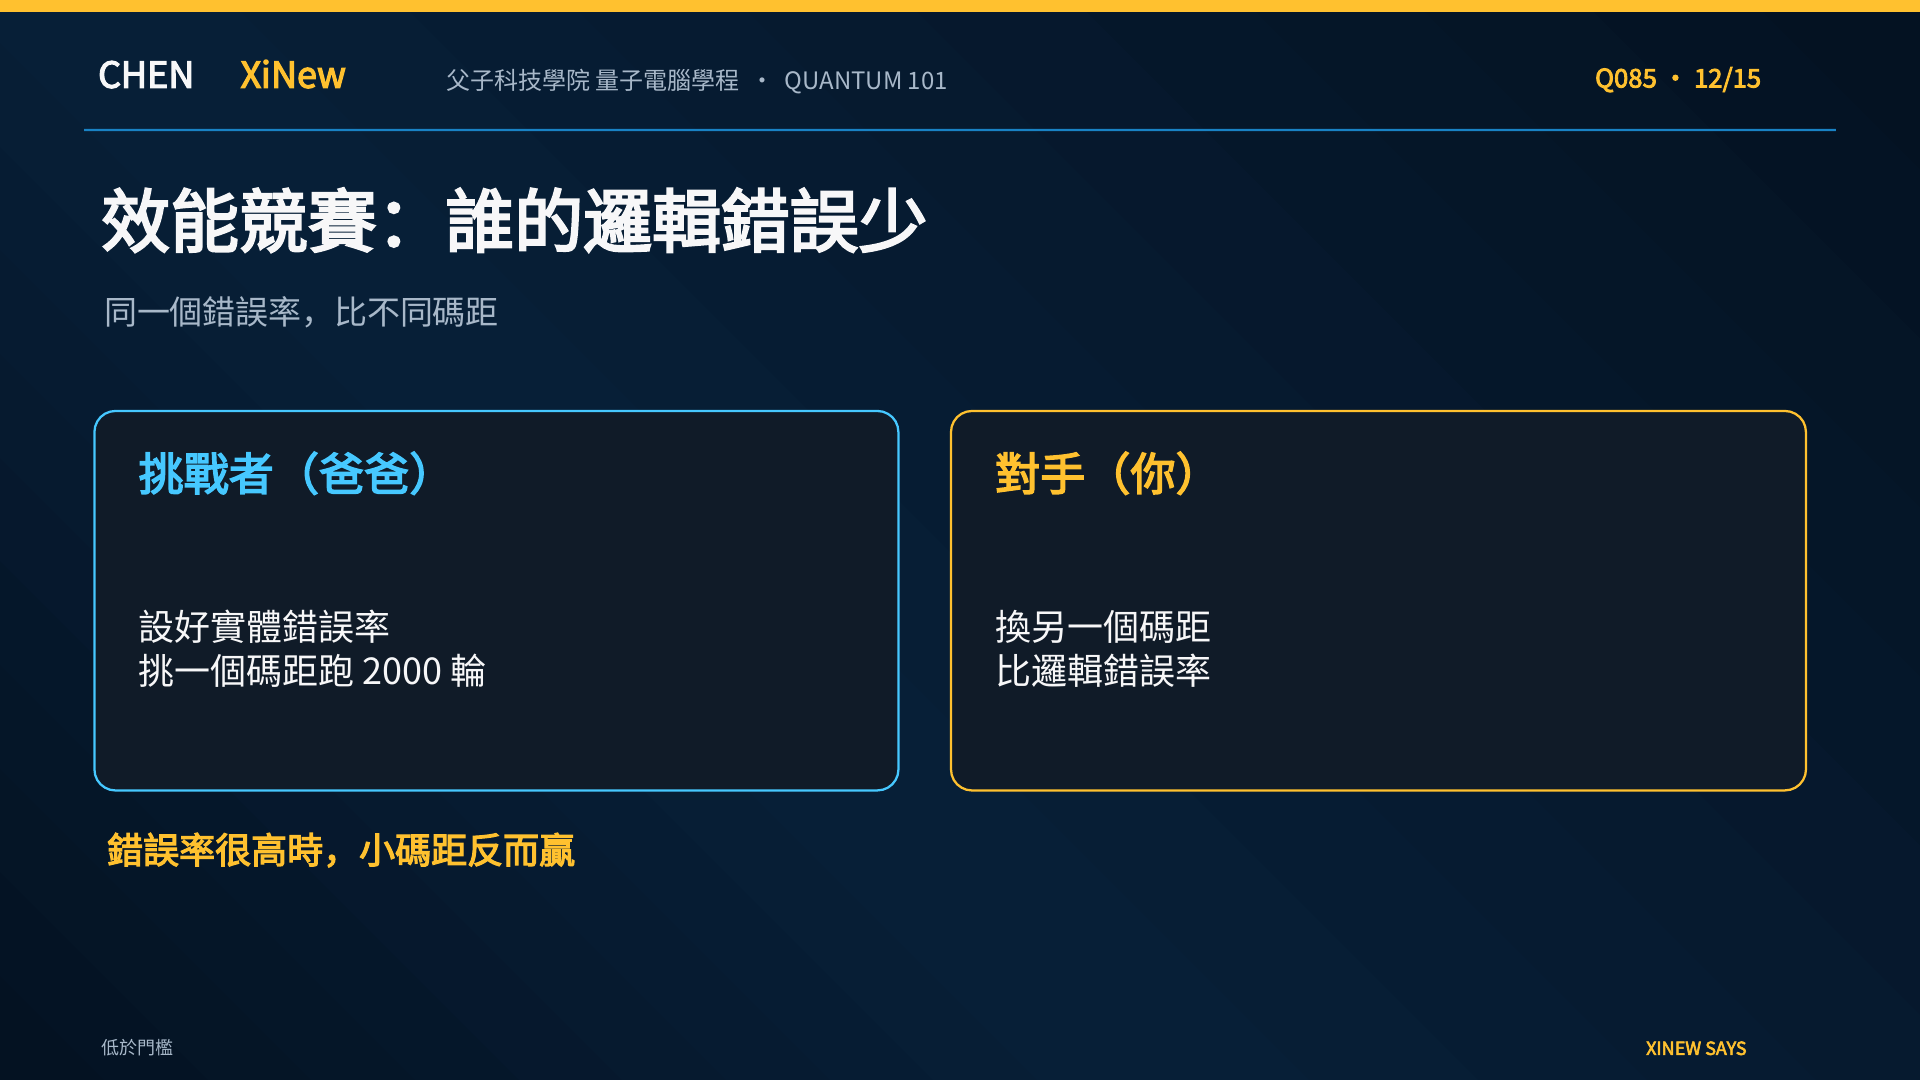 CHEN XiNew 父子科技學院 量子電腦學程 • QUANTUM 101 Q085 • 12/15
效能競賽：誰的邏輯錯誤少
同一個錯誤率，比不同碼距
挑戰者（爸爸）
設好實體錯誤率
挑一個碼距跑 2000 輪
對手（你）
換另一個碼距
比邏輯錯誤率
錯誤率很高時，小碼距反而贏
低於門檻
XINEW SAYS